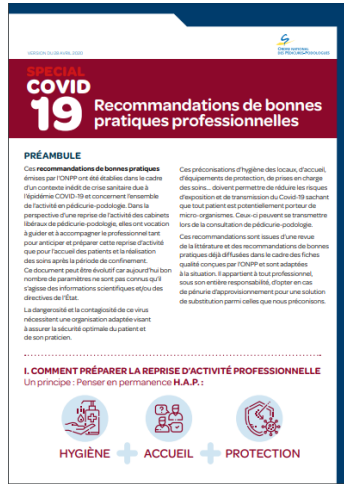 VERSION DU 28 AVRIL 2020
ORDRE NATIONAL
DES PÉDICURES-PODOLOGUES
SPECIAL
COVID
19
Recommandations de bonnes
pratiques professionnelles
PRÉAMBULE
Ces recommandations de bonnes pratiques
émises par l'ONPP ont été établies dans le cadre
d'un contexte inédit de crise sanitaire due à
l'épidémie COVID-19 et concernent l'ensemble
de l'activité en pédicurie-podologie. Dans la
perspective d'une reprise de l'activité des cabinets
libéraux de pédicurie-podologie, elles ont vocation
à guider et à accompagner le professionnel tant
pour anticiper et préparer cette reprise d'activité
que pour l'accueil des patients et la réalisation
des soins après la période de confinement.
Ce document peut être évolutif car aujourd'hui bon
nombre de paramètres ne sont pas connus qu'il
s'agisse des informations scientifiques et/ou des
directives de l'État.
La dangerosité et la contagiosité de ce virus
nécessitent une organisation adaptée visant
à assurer la sécurité optimale du patient et
de son praticien.
Ces préconisations d'hygiène des locaux, d'accueil,
d'équipements de protection, de prises en charge
des soins... doivent permettre de réduire les risques
d'exposition et de transmission du Covid-19 sachant
que tout patient est potentiellement porteur de
micro-organismes. Ceux-ci peuvent se transmettre
lors de la consultation de pédicurie-podologie.
Ces recommandations sont issues d'une revue
de la littérature et des recommandations de bonnes
pratiques déjà diffusées dans le cadre des fiches
qualité conçues par l'ONPP et sont adaptées
à la situation. Il appartient à tout professionnel,
sous son entière responsabilité, d'opter en cas
de pénurie d'approvisionnement pour une solution
de substitution parmi celles que nous préconisons.
I. COMMENT PRÉPARER LA REPRISE D'ACTIVITÉ PROFESSIONNELLE
Un principe : Penser en permanence H.A.P. :
HYGIÈNE + ACCUEIL + PROTECTION